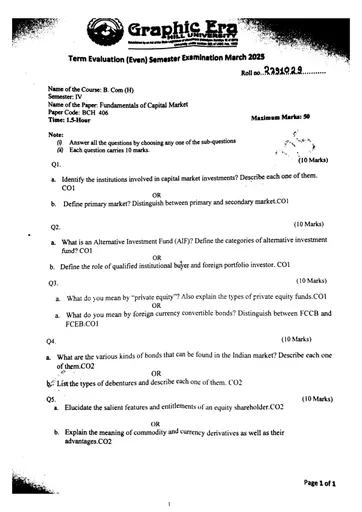 Graphic Era
HILL UNIVERSITY
Term Evaluation (Even) Semester Examination March 2025
Roll no..
Name of the Course: B. Com (H)
Semester: IV
Name of the Paper: Fundamentals of Capital Market
Paper Code: BCH 406
Time: 1.5-Hour Maximum Marks: 50
Note:
(i) Answer all the questions by choosing any one of the sub-questions
(ii) Each question carries 10 marks.
Q1. (10 Marks)
a. Identify the institutions involved in capital market investments? Describe each one of them.
CO1
OR
b. Define primary market? Distinguish between primary and secondary market.CO1
Q2. (10 Marks)
a. What is an Alternative Investment Fund (AIF)? Define the categories of alternative investment
fund? CO1
OR
b. Define the role of qualified institutional buyer and foreign portfolio investor. CO1
Q3. (10 Marks)
a. What do you mean by "private equity"? Also explain the types of private equity funds.CO1
OR
a. What do you mean by foreign currency convertible bonds? Distinguish between FCCB and
FCEB.CO1
Q4. (10 Marks)
a. What are the various kinds of bonds that can be found in the Indian market? Describe each one
of them.CO2
OR
b. List the types of debentures and describe each one of them. CO2
Q5. (10 Marks)
a. Elucidate the salient features and entitlements of an equity shareholder.CO2
OR
b. Explain the meaning of commodity and currency derivatives as well as their
advantages.CO2
Page 1 of 1
1